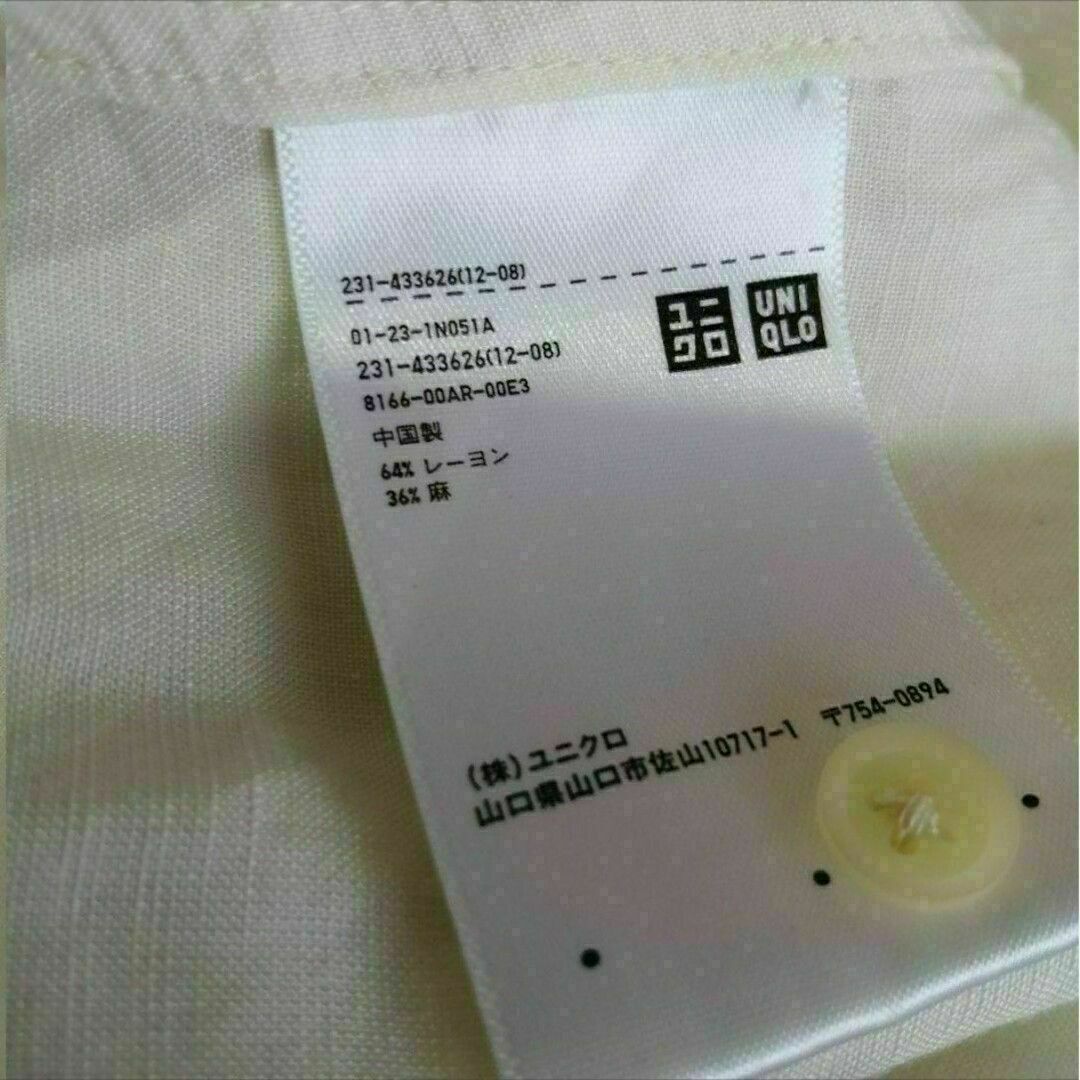 231-433626(12-08)
ユニクロ
UNIQLO
01-23-1N051A
231-433626(12-08)
8166-00AR-00E3
中国製
64% レーヨン
36% 麻
(株)ユニクロ
山口県山口市佐山10717-1 〒754-0894